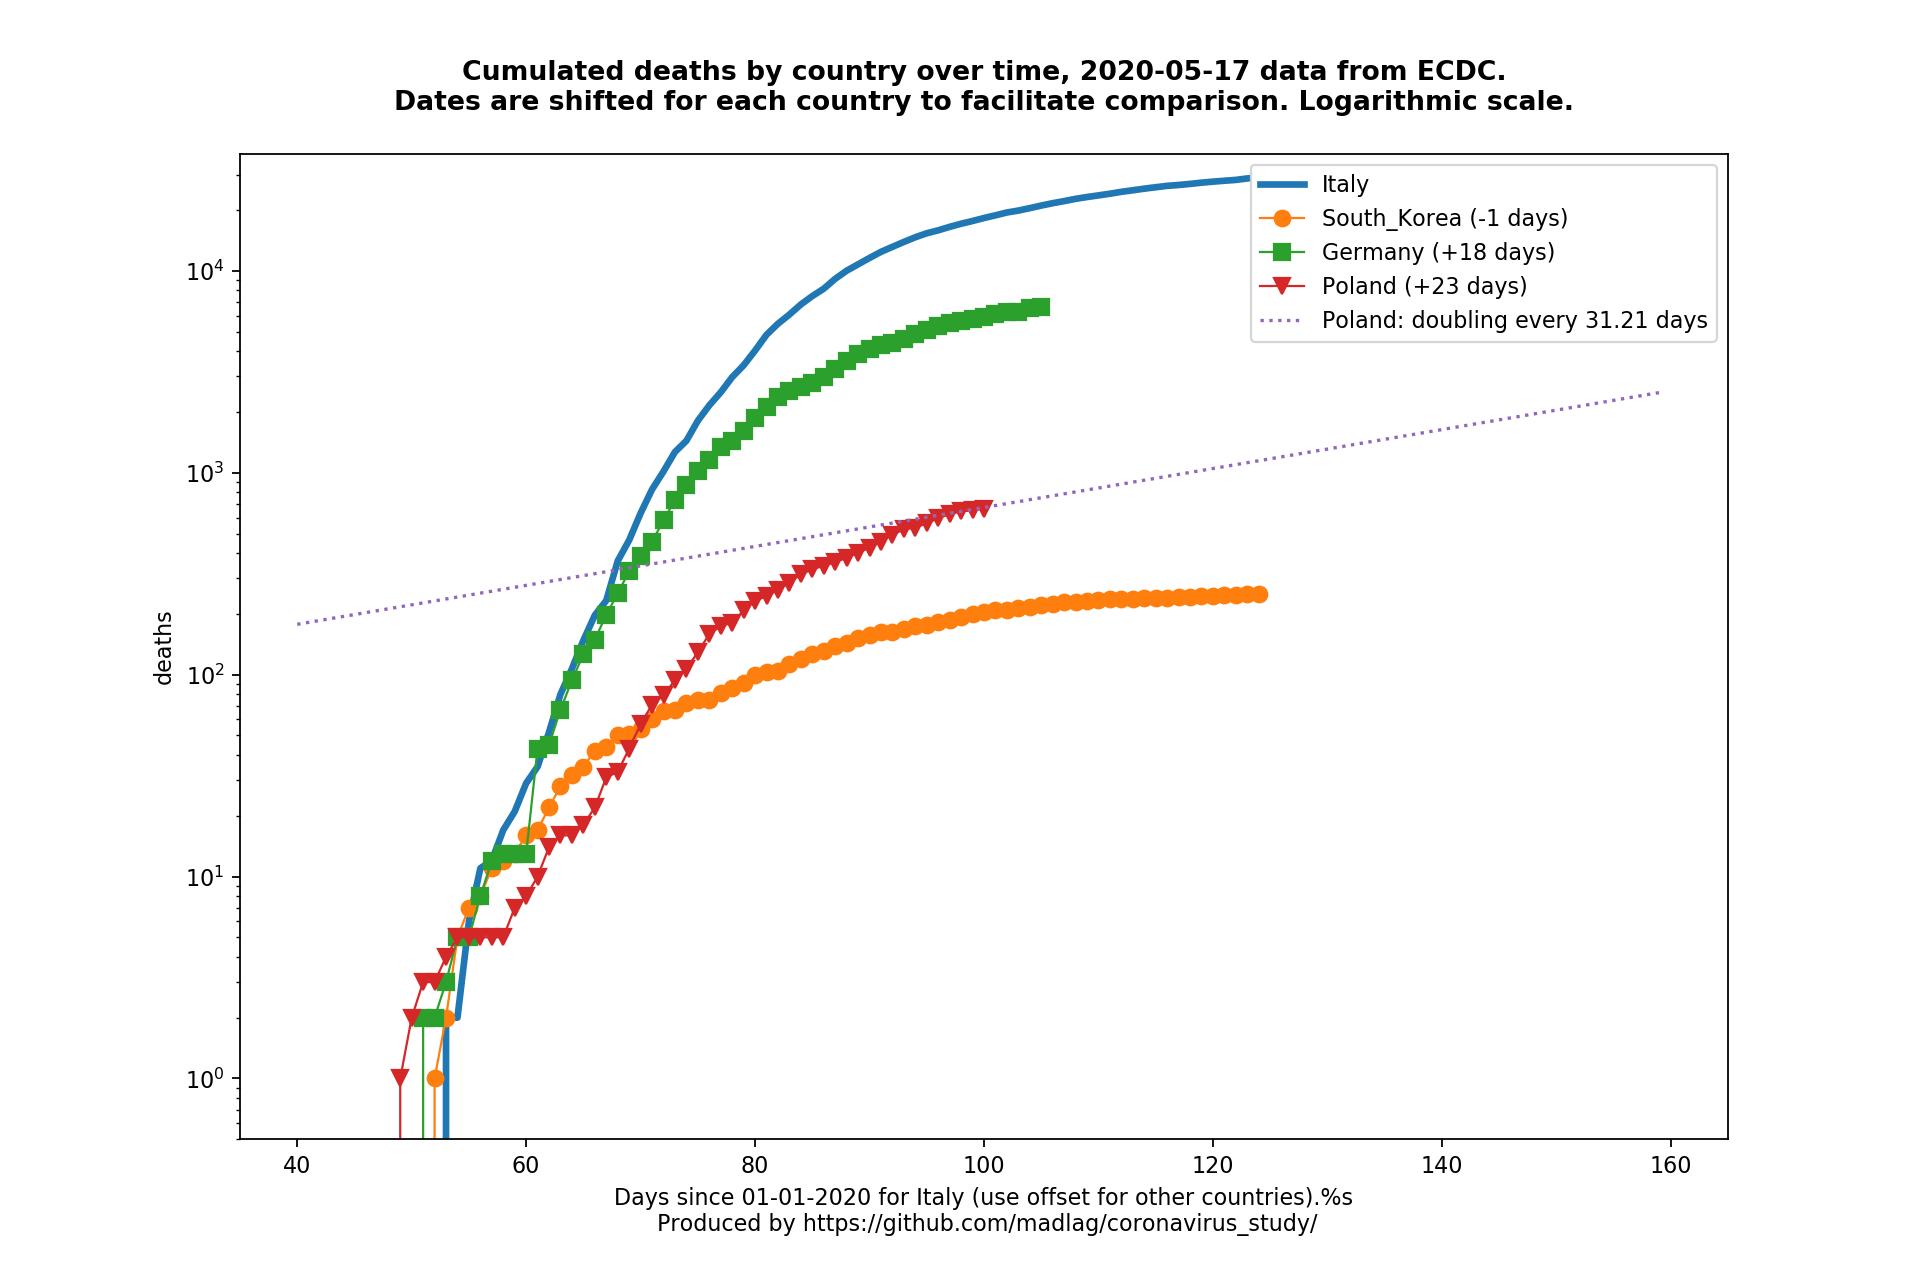 Cumulated deaths by country over time, 2020-05-17 data from ECDC.
Dates are shifted for each country to facilitate comparison. Logarithmic scale.
Italy
South_Korea (-1 days)
Germany (+18 days)
Poland (+23 days)
Poland: doubling every 31.21 days
deaths
10⁴
10³
10²
10¹
10⁰
40 60 80 100 120 140 160
Days since 01-01-2020 for Italy (use offset for other countries).%s
Produced by https://github.com/madlag/coronavirus_study/